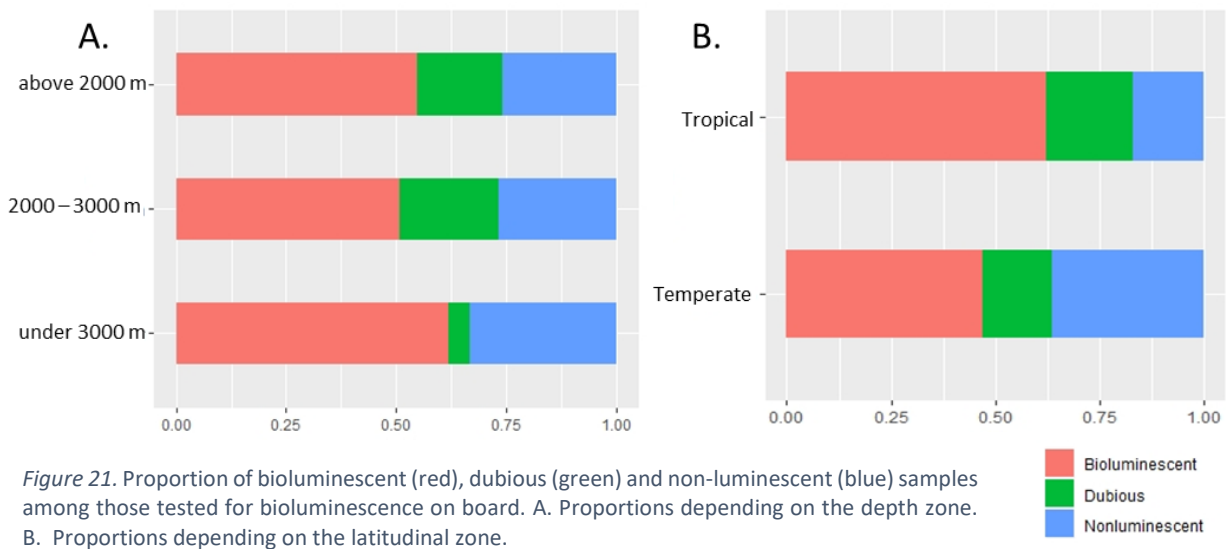 A.
above 2000 m
2000–3000 m
under 3000 m
0.00 0.25 0.50 0.75 1.00
B.
Tropical
Temperate
0.00 0.25 0.50 0.75 1.00
Bioluminescent
Dubious
Nonluminescent
Figure 21. Proportion of bioluminescent (red), dubious (green) and non-luminescent (blue) samples
among those tested for bioluminescence on board. A. Proportions depending on the depth zone.
B. Proportions depending on the latitudinal zone.